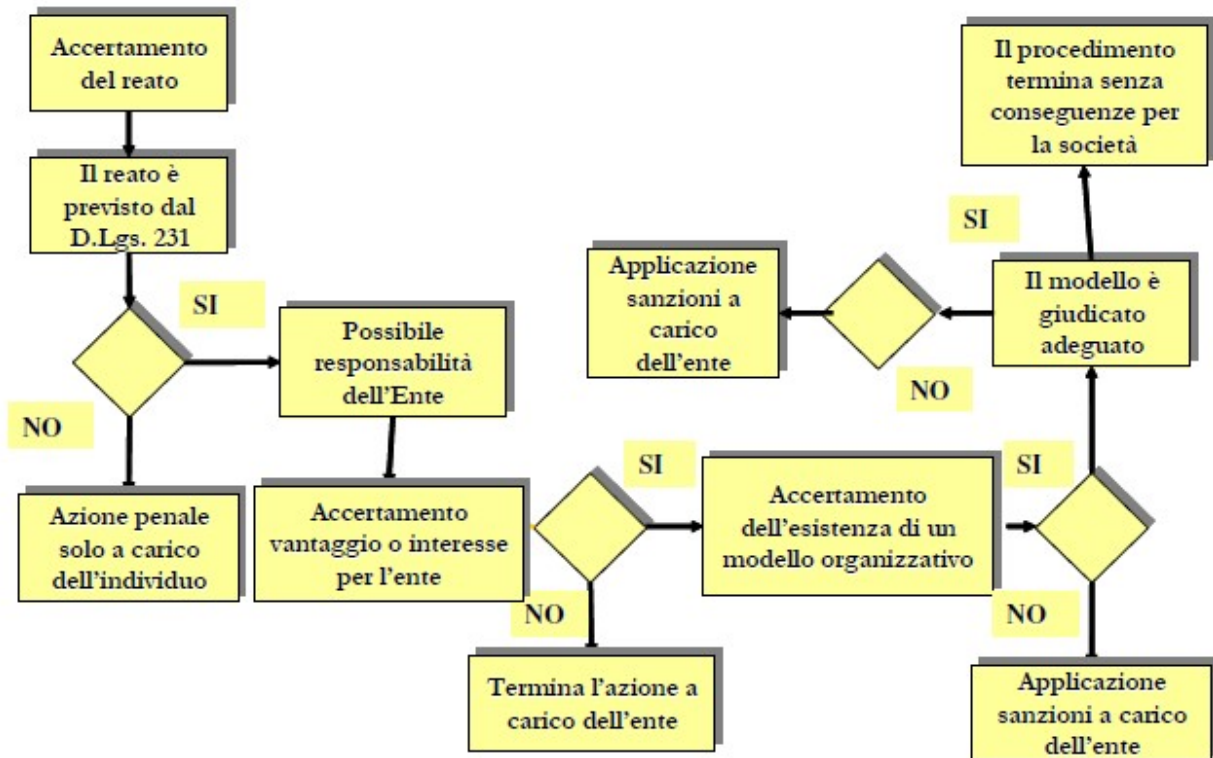 Accertamento
del reato
Il reato è
previsto dal
D.Lgs. 231
SI
NO
Azione penale
solo a carico
dell'individuo
Possibile
responsabilità
dell'Ente
Accertamento
vantaggio o interesse
per l'ente
SI
NO
Termina l'azione a
carico dell'ente
Accertamento
dell'esistenza di un
modello organizzativo
SI
NO
Applicazione
sanzioni a carico
dell'ente
Il modello è
giudicato
adeguato
NO
Applicazione
sanzioni a
carico
dell'ente
SI
Il procedimento
termina senza
conseguenze per
la società